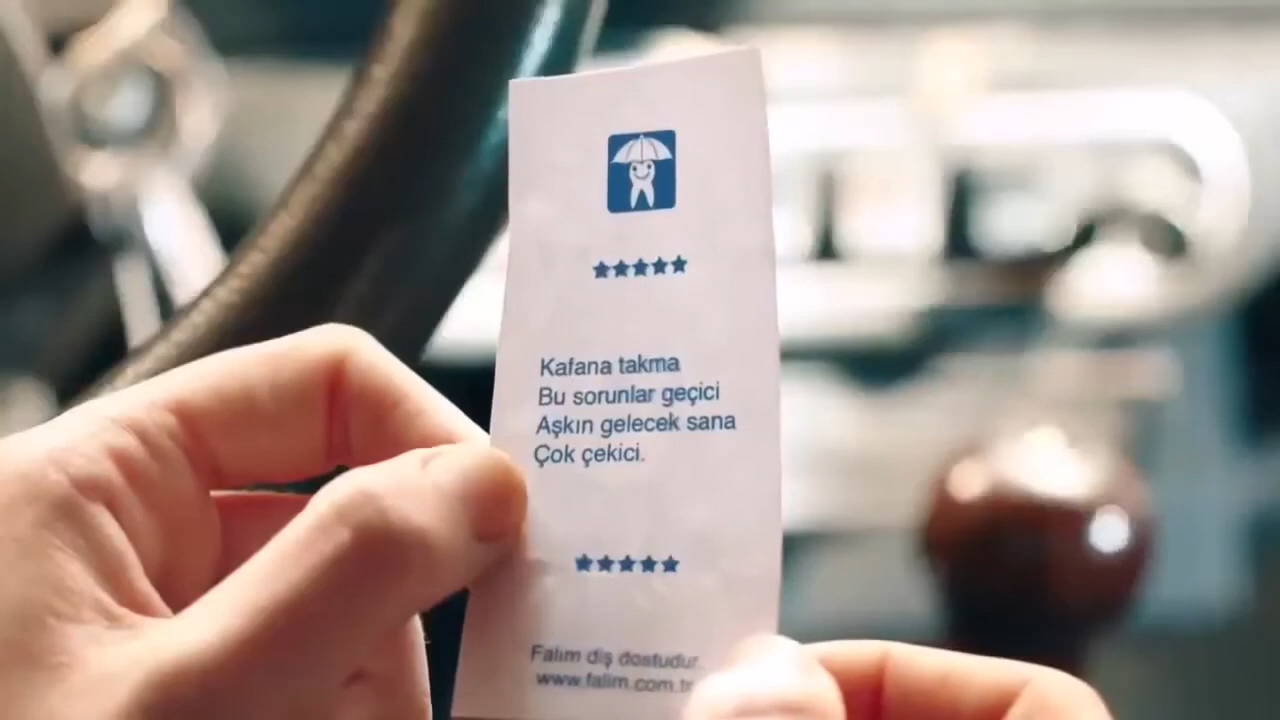 Kafana takma
Bu sorunlar geçici
Aşkın gelecek sana
Çok çekici.
Falım diş dostudur.
www.falim.com.tr